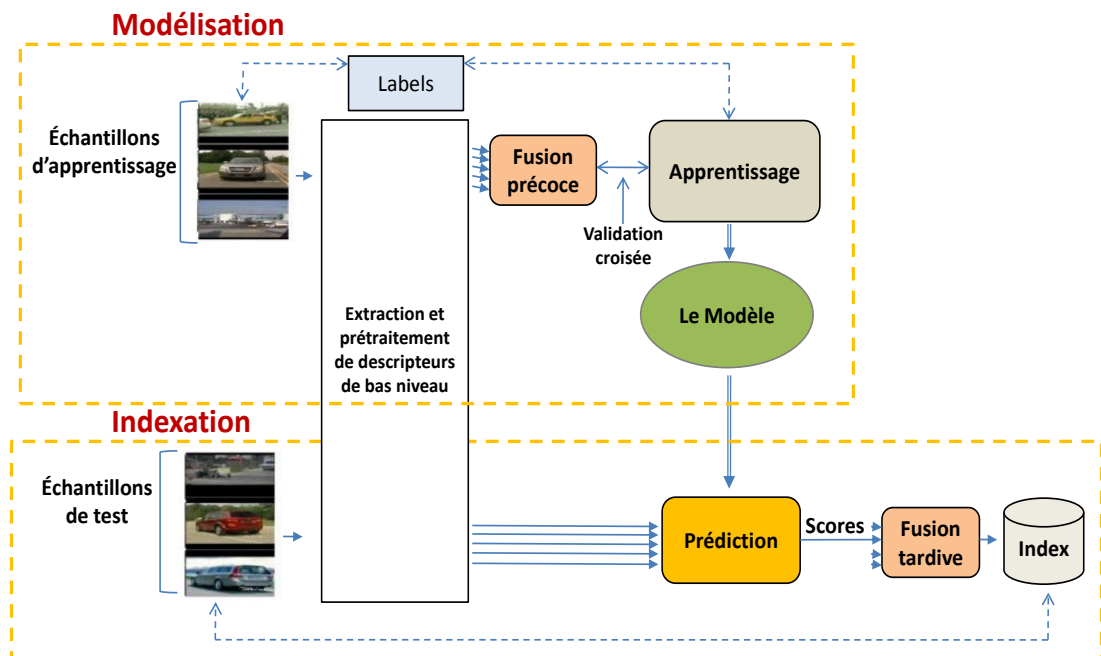 Modélisation
Labels
Échantillons
d'apprentissage
Fusion
précoce
Apprentissage
Validation
croisée
Le Modèle
Extraction et
prétraitement
de descripteurs
de bas niveau
Indexation
Échantillons
de test
Prédiction
Scores
Fusion
tardive
Index